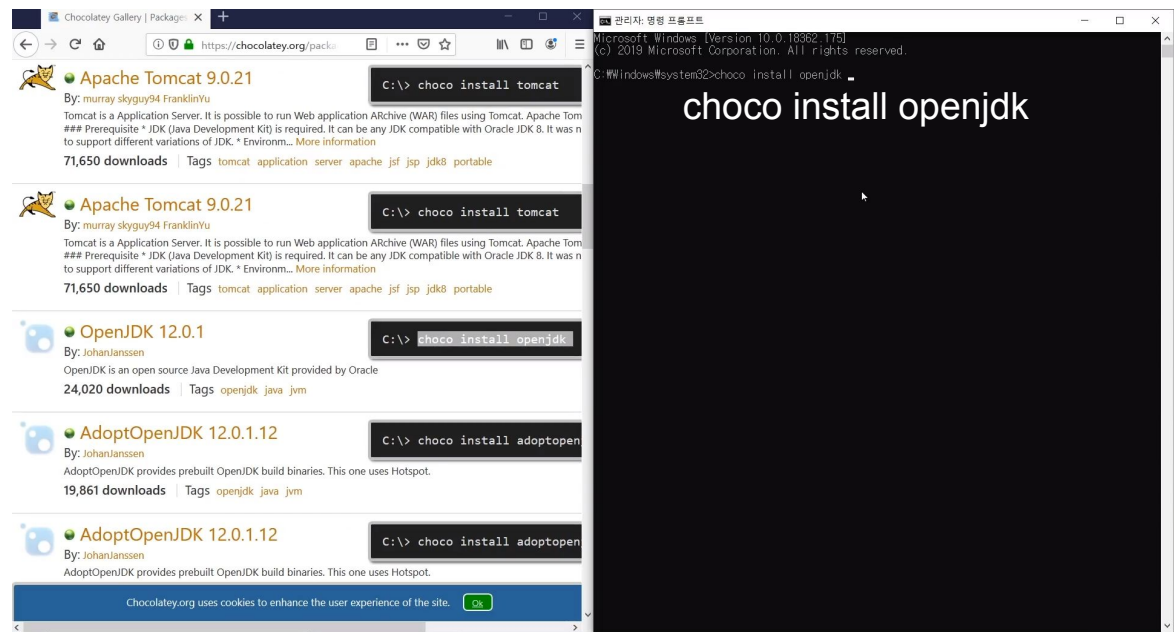 Chocolatey Gallery | Packages
https://chocolatey.org/packa
Apache Tomcat 9.0.21
By: murray skyguy94 FranklinYu
C:\> choco install tomcat
Tomcat is a Application Server. It is possible to run Web application ARchive (WAR) files using Tomcat. Apache Tom
### Prerequisite * JDK (Java Development Kit) is required. It can be any JDK compatible with Oracle JDK 8. It was n
to support different variations of JDK. * Environm... More information
71,650 downloads | Tags tomcat application server apache jsf jsp jdk8 portable
Apache Tomcat 9.0.21
By: murray skyguy94 FranklinYu
C:\> choco install tomcat
Tomcat is a Application Server. It is possible to run Web application ARchive (WAR) files using Tomcat. Apache Tom
### Prerequisite * JDK (Java Development Kit) is required. It can be any JDK compatible with Oracle JDK 8. It was n
to support different variations of JDK. * Environm... More information
71,650 downloads | Tags tomcat application server apache jsf jsp jdk8 portable
OpenJDK 12.0.1
By: JohanJanssen
C:\> choco install openjdk
OpenJDK is an open source Java Development Kit provided by Oracle
24,020 downloads | Tags openjdk java jvm
AdoptOpenJDK 12.0.1.12
By: JohanJanssen
C:\> choco install adoptopen
AdoptOpenJDK provides prebuilt OpenJDK build binaries. This one uses Hotspot.
19,861 downloads | Tags openjdk java jvm
AdoptOpenJDK 12.0.1.12
By: JohanJanssen
C:\> choco install adoptopen
AdoptOpenJDK provides prebuilt OpenJDK build binaries. This one uses Hotspot.
Chocolatey.org uses cookies to enhance the user experience of the site. Ok
관리자: 명령 프롬프트
Microsoft Windows [Version 10.0.18362.175]
(c) 2019 Microsoft Corporation. All rights reserved.
C:₩Windows₩system32>choco install openjdk
choco install openjdk